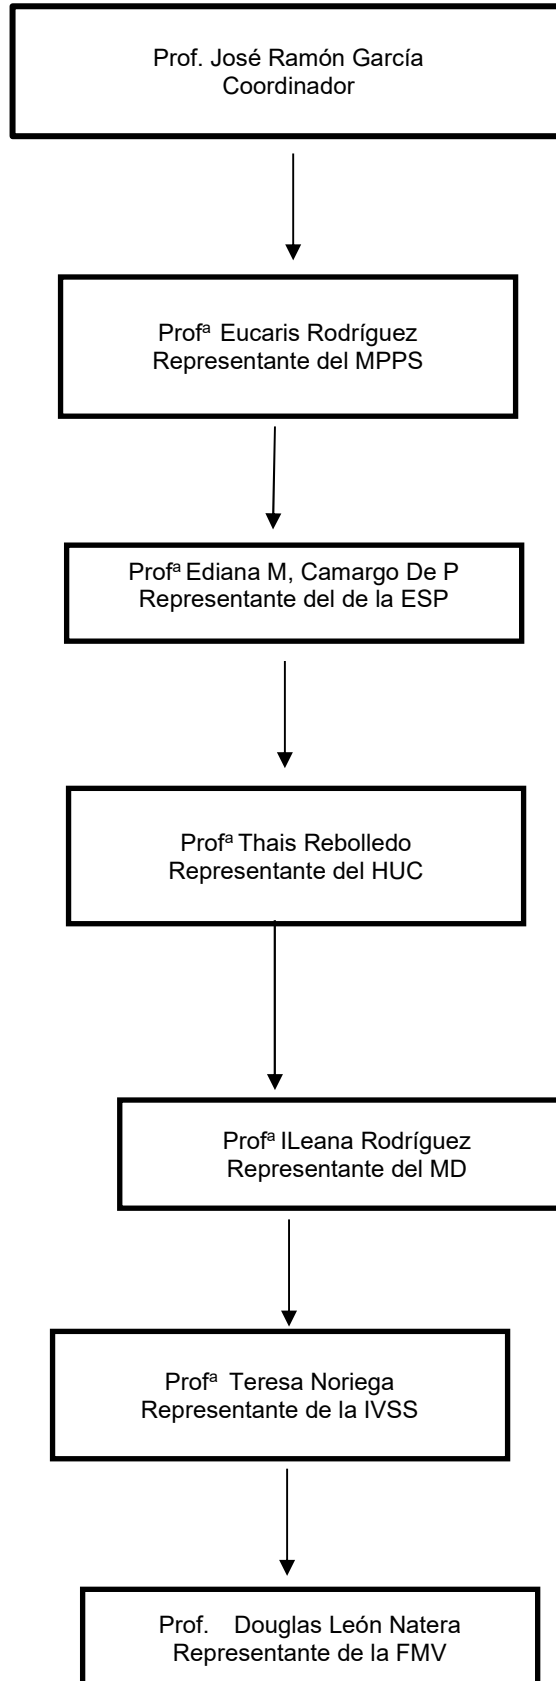 Prof. José Ramón García
Coordinador
Profª Eucaris Rodríguez
Representante del MPPS
Profª Ediana M, Camargo De P
Representante del de la ESP
Profª Thais Rebolledo
Representante del HUC
Profª ILeana Rodríguez
Representante del MD
Profª Teresa Noriega
Representante de la IVSS
Prof. Douglas León Natera
Representante de la FMV